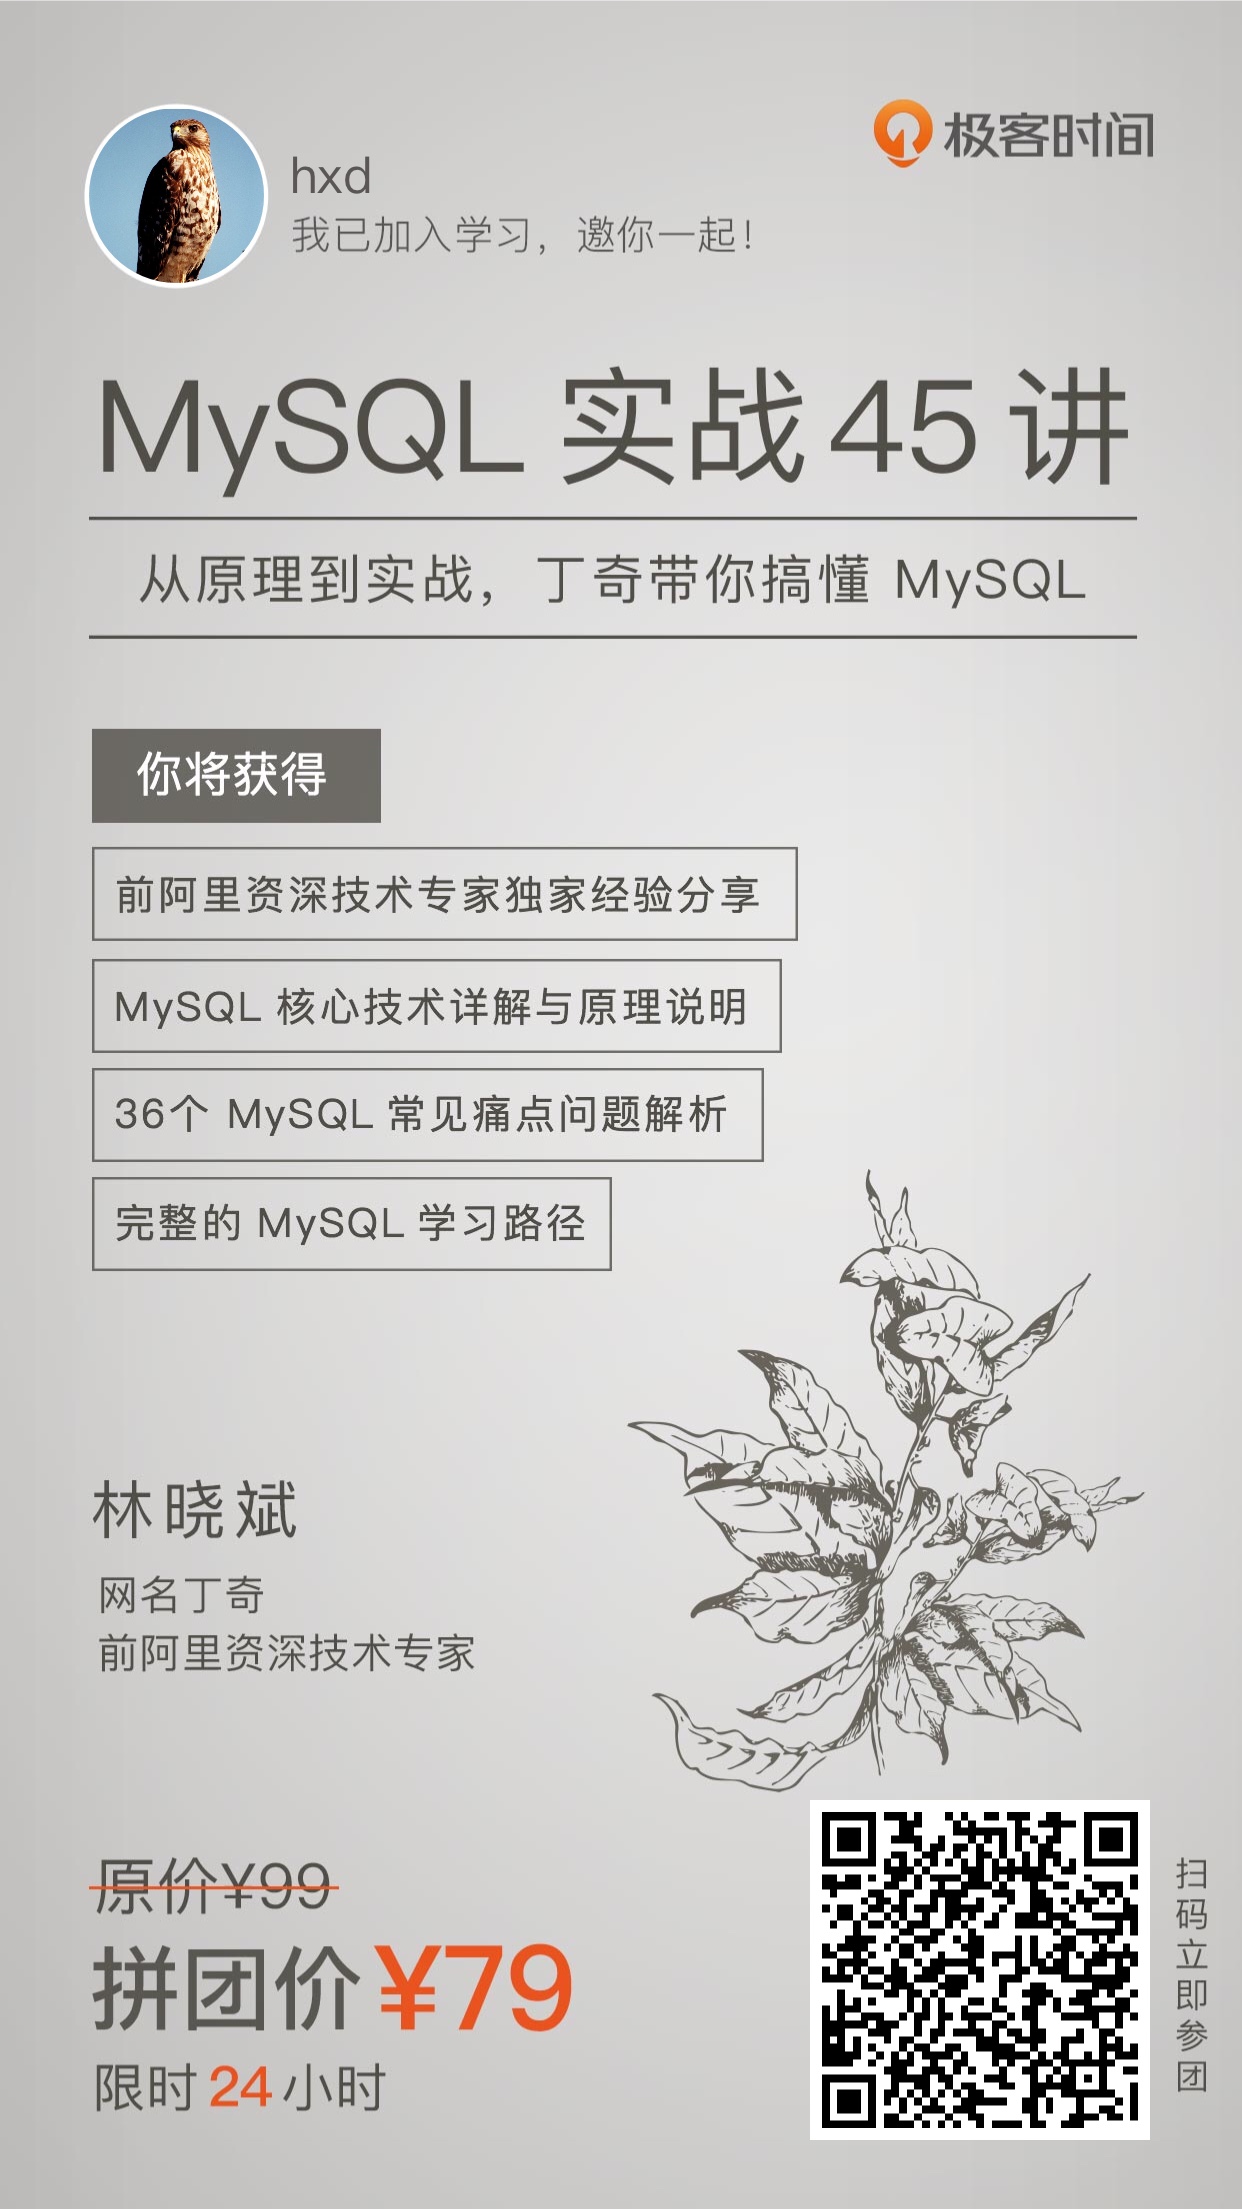 极客时间
hxd
我已加入学习，邀你一起！
MySQL 实战 45 讲
从原理到实战，丁奇带你搞懂 MySQL
你将获得
前阿里资深技术专家独家经验分享
MySQL 核心技术详解与原理说明
36个 MySQL 常见痛点问题解析
完整的 MySQL 学习路径
林晓斌
网名丁奇
前阿里资深技术专家
原价¥99
拼团价¥79
限时 24 小时
扫码立即参团